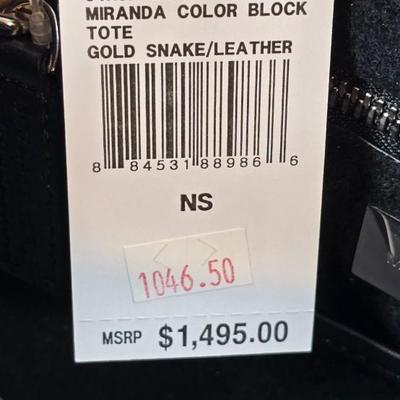 MIRANDA COLOR BLOCK
TOTE
GOLD SNAKE/LEATHER
8 84531 88986 6
NS
1046.50
MSRP $1,495.00